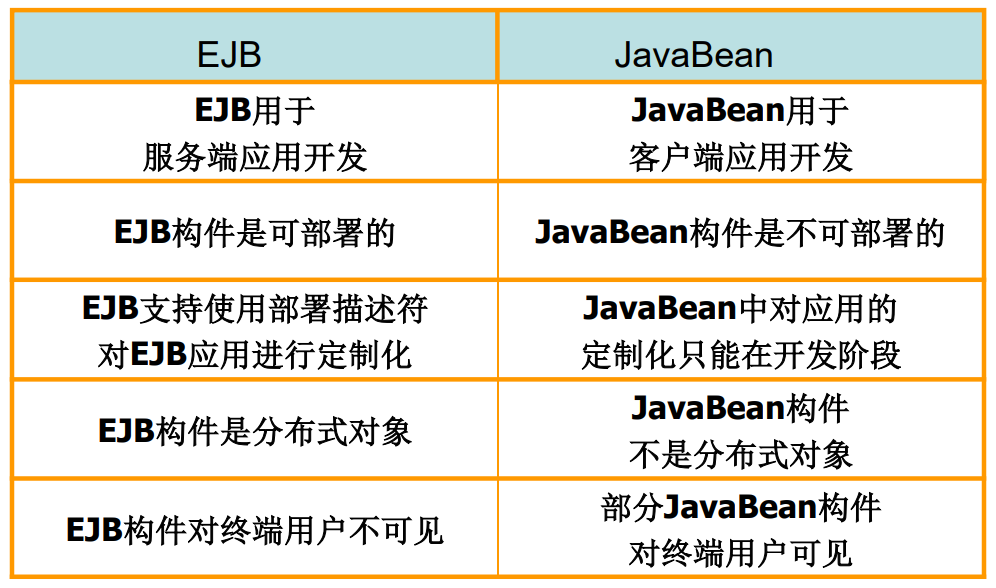 EJB
JavaBean
EJB用于
服务端应用开发
JavaBean用于
客户端应用开发
EJB构件是可部署的
JavaBean构件是不可部署的
EJB支持使用部署描述符
对EJB应用进行定制化
JavaBean中对应用的
定制化只能在开发阶段
EJB构件是分布式对象
JavaBean构件
不是分布式对象
EJB构件对终端用户不可见
部分JavaBean构件
对终端用户可见